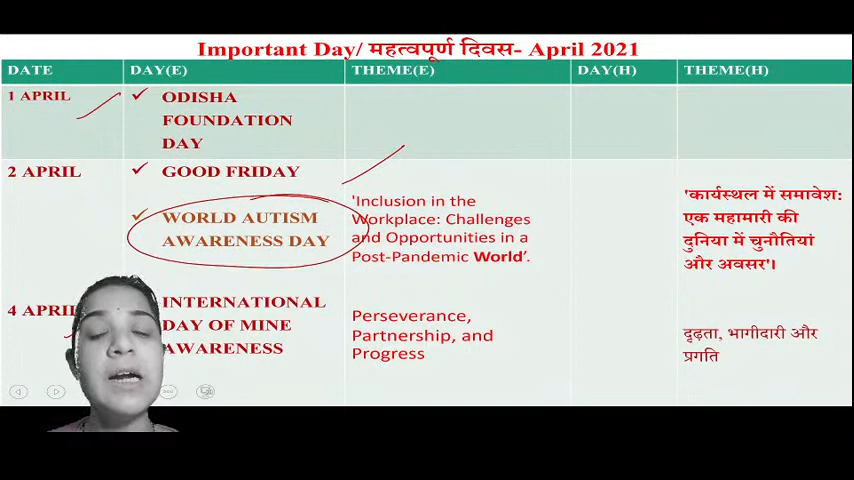 Important Day/ महत्वपूर्ण दिवस- April 2021
DATE DAY(E) THEME(E) DAY(H) THEME(H)
1 APRIL ODISHA
FOUNDATION
DAY
2 APRIL GOOD FRIDAY
WORLD AUTISM
AWARENESS DAY
'Inclusion in the
Workplace: Challenges
and Opportunities in a
Post-Pandemic World'.
'कार्यस्थल में समावेश:
एक महामारी की
दुनिया में चुनौतियां
और अवसर'।
4 APRIL INTERNATIONAL
DAY OF MINE
AWARENESS
Perseverance,
Partnership, and
Progress
दृढ़ता, भागीदारी और
प्रगति